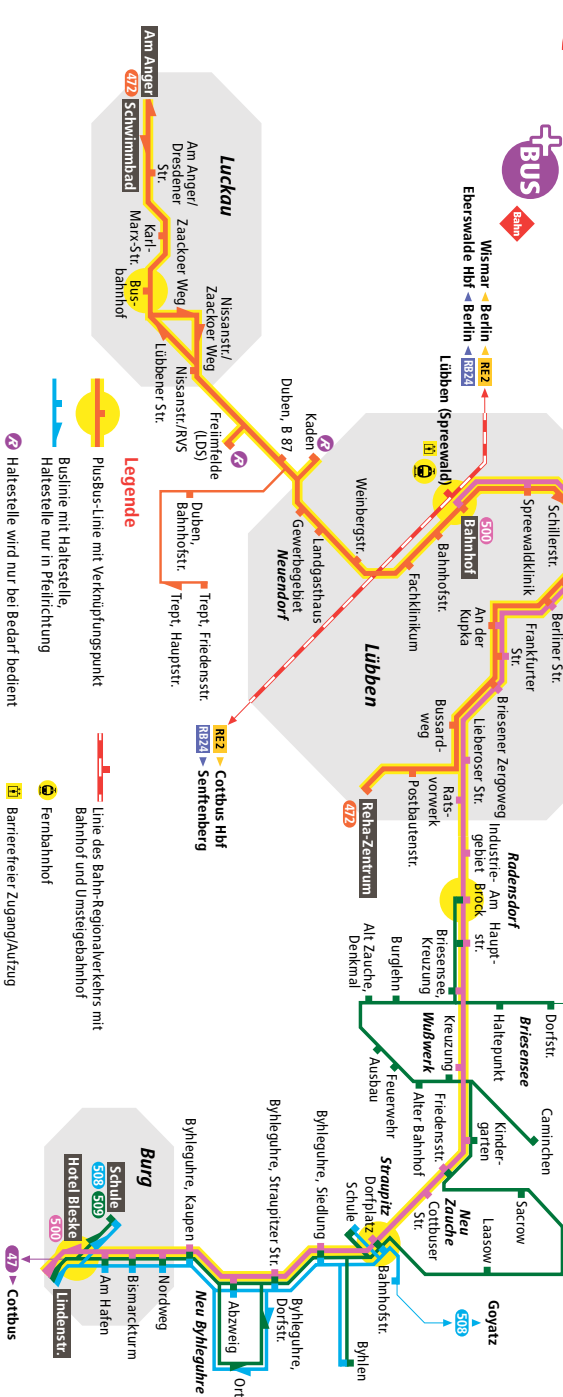 +BUS
Bahn
Wismar ◄ Berlin ◄ RE2
Eberswalde Hbf ◄ Berlin ◄ RB24
Am Anger
472
Schwimmbad
Luckau
Am Anger/
Dresdener
Str.
Karl-
Marx-Str.
Zaackoer Weg
Bus-
bahnhof
Nissanstr./
Zaackoer Weg
Lübbener Str.
Nissanstr./RVS
Freiimfelde
(LDS)
R
Duben, B 87
Kaden
R
Duben,
Bahnhofstr.
Trept, Friedensstr.
Trept, Hauptstr.
Gewerbegebiet
Neuendorf
Landgasthaus
Weinbergstr.
Fachklinikum
Bahnhofstr.
Lübben (Spreewald)
500
Bahnhof
Spreewaldklinik
Schillerstr.
Berliner Str.
Frankfurter
Str.
An der
Kupka
Lübben
Briesener Zergoweg
Lieberoser Str.
Bussard-
weg
Rats-
vorwerk
Postbautenstr.
Reha-Zentrum
472
RE2 ► Cottbus Hbf
RB24 ► Senftenberg
Industrie-
gebiet
Radensdorf
Am
Brock
Haupt-
str.
Briesensee,
Kreuzung
Burglehn
Alt Zauche,
Denkmal
Dorfstr.
Briesensee
Haltepunkt
Wußwerk
Kreuzung
Ausbau
Feuerwehr
Alter Bahnhof
Caminchen
Kinder-
garten
Friedensstr.
Neu
Zauche
Cottbuser
Str.
Sacrow
Laasow
Straupitz
Dorfplatz
Schule
Bahnhofstr.
Goyatz
508
Byhlen
Byhleguhre, Siedlung
Byhleguhre, Straupitzer Str.
Byhleguhre,
Dorfstr.
Abzweig
Ort
Neu Byhleguhre
Byhleguhre, Kaupen
Burg
Nordweg
Bismarckturm
Am Hafen
Schule
508 509
Hotel Bleske
500
Lindenstr.
47 ► Cottbus
Legende
PlusBus-Linie mit Verknüpfungspunkt
Buslinie mit Haltestelle,
Haltestelle nur in Pfeilrichtung
R Haltestelle wird nur bei Bedarf bedient
Linie des Bahn-Regionalverkehrs mit
Bahnhof und Umsteigebahnhof
Fernbahnhof
Barrierefreier Zugang/Aufzug